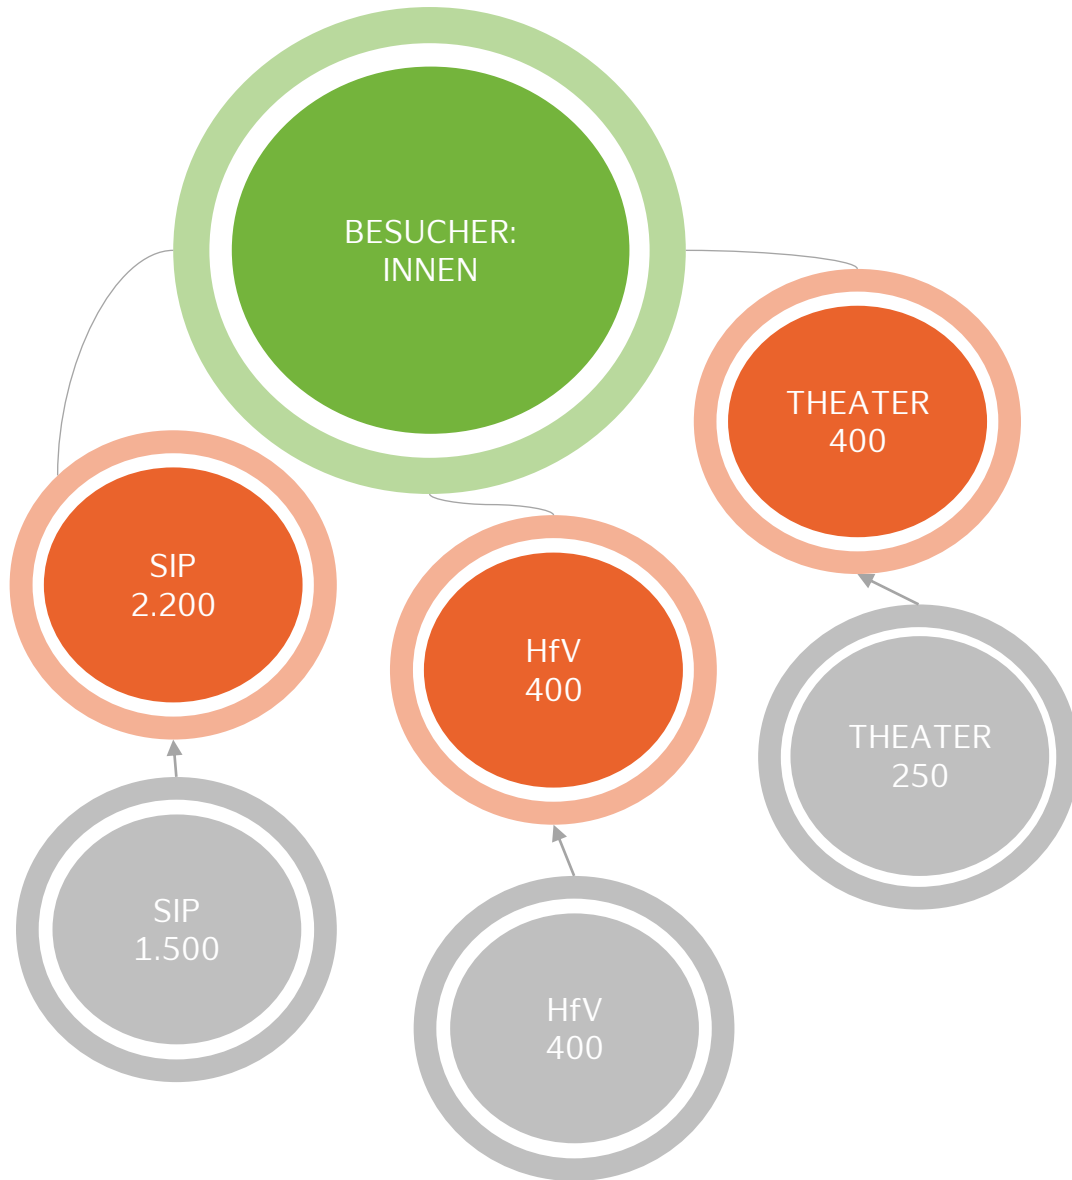 BESUCHER:
INNEN
THEATER
400
SIP
2.200
HfV
400
THEATER
250
SIP
1.500
HfV
400